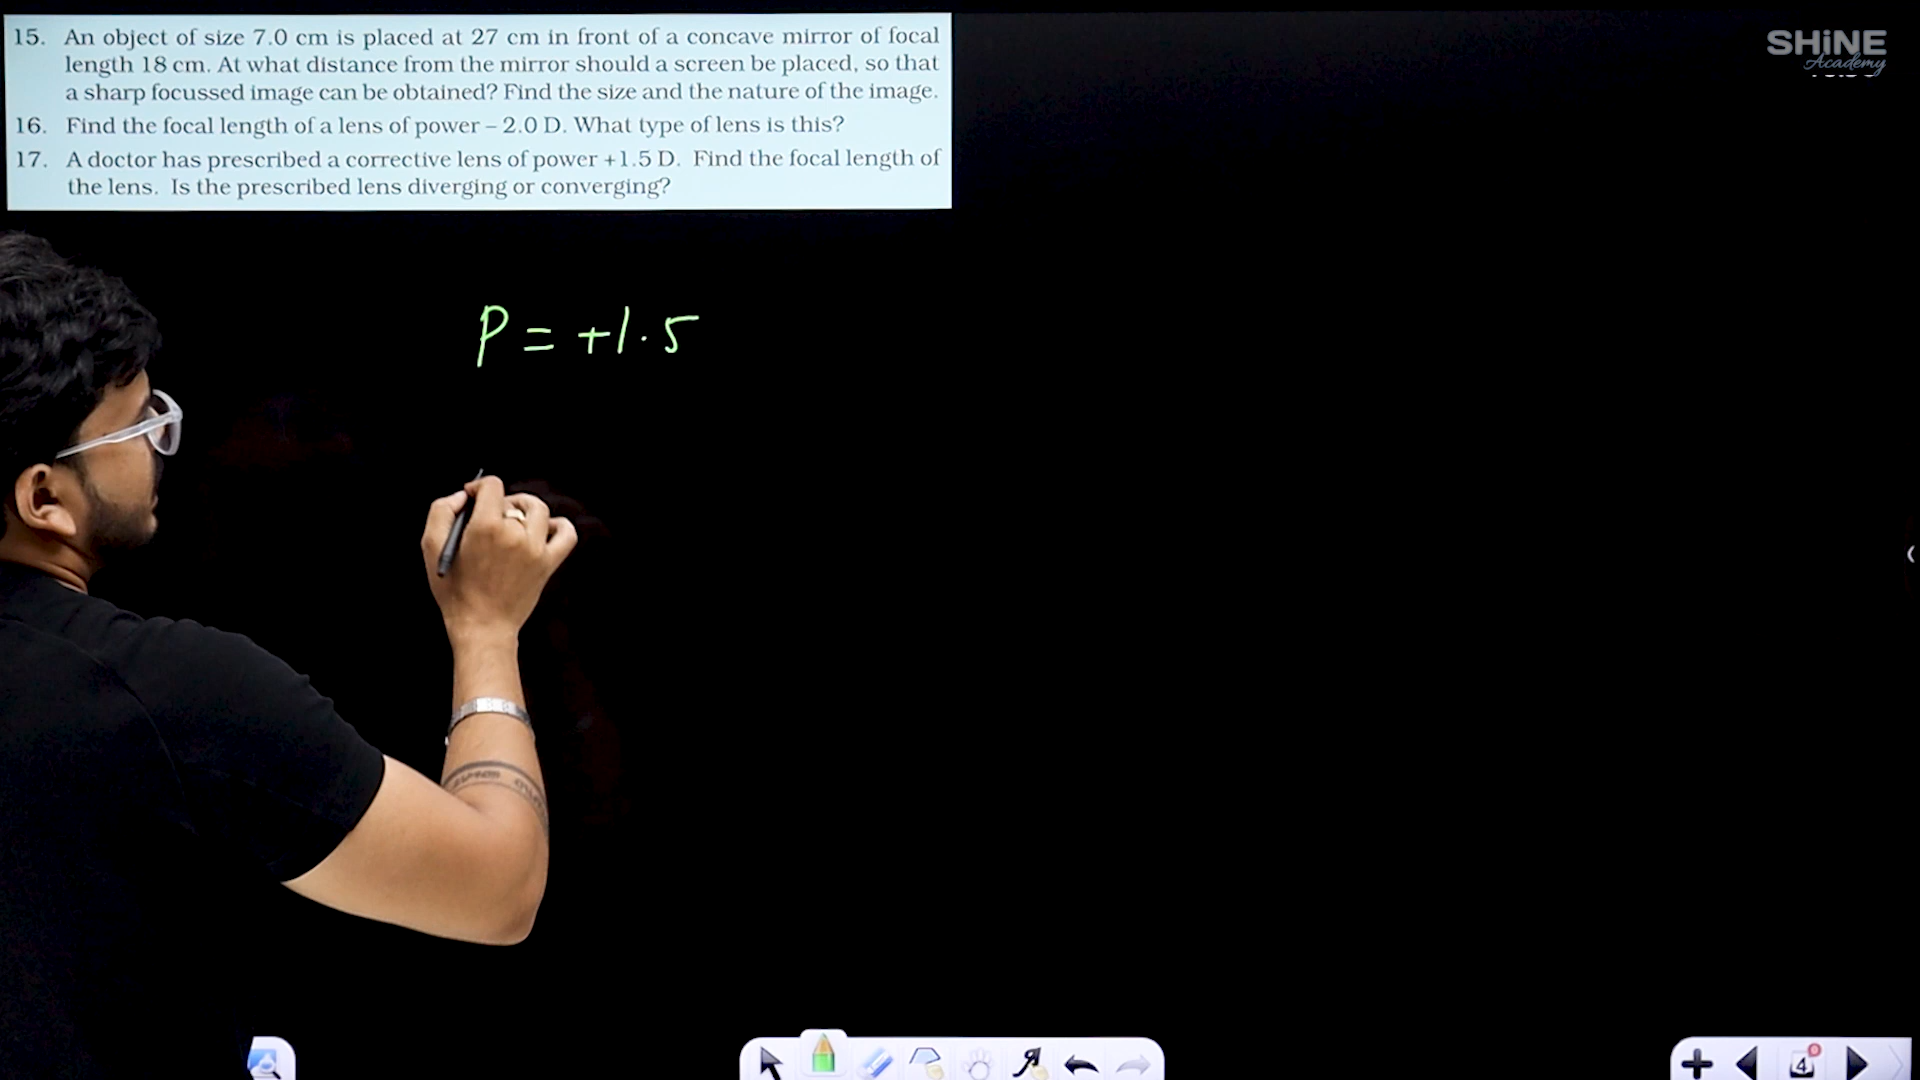 15. An object of size 7.0 cm is placed at 27 cm in front of a concave mirror of focal
length 18 cm. At what distance from the mirror should a screen be placed, so that
a sharp focussed image can be obtained? Find the size and the nature of the image.
16. Find the focal length of a lens of power – 2.0 D. What type of lens is this?
17. A doctor has prescribed a corrective lens of power +1.5 D. Find the focal length of
the lens. Is the prescribed lens diverging or converging?
SHiNE
Academy
P = +1.5
4